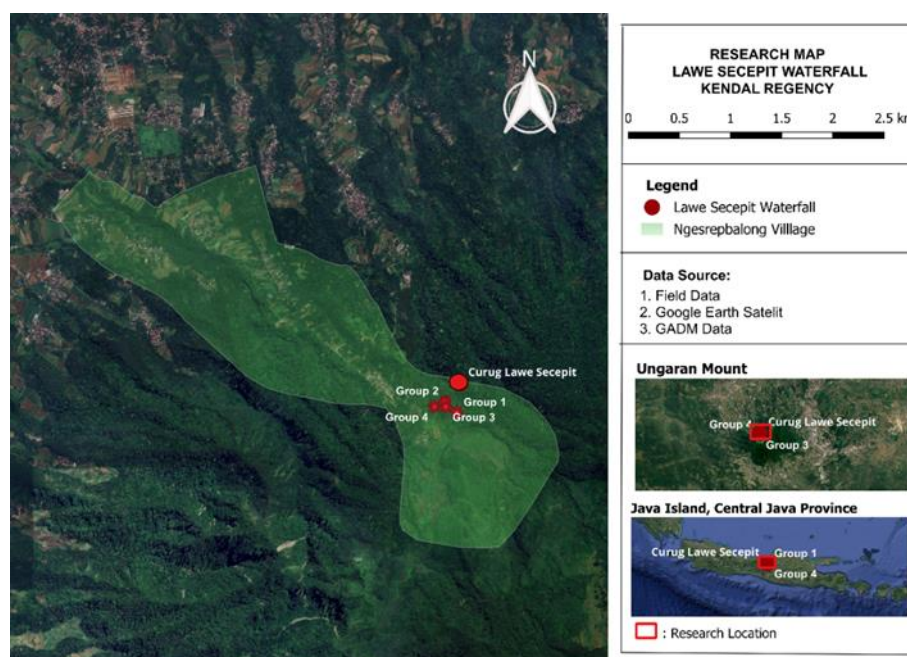 N
Curug Lawe Secepit
Group 2
Group 1
Group 4
Group 3
RESEARCH MAP
LAWE SECEPIT WATERFALL
KENDAL REGENCY
0 0.5 1 1.5 2 2.5 km
Legend
Lawe Secepit Waterfall
Ngesrepbalong Villlage
Data Source:
1. Field Data
2. Google Earth Satelit
3. GADM Data
Ungaran Mount
Group 4 Curug Lawe Secepit
Group 3
Java Island, Central Java Province
Curug Lawe Secepit Group 1
Group 4
: Research Location